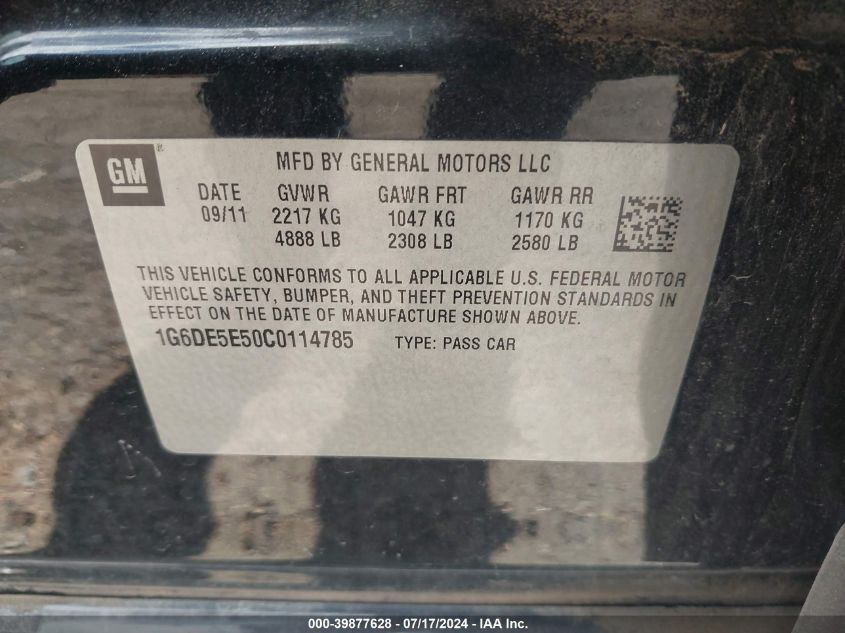 GM®
MFD BY GENERAL MOTORS LLC
DATE GVWR GAWR FRT GAWR RR
09/11 2217 KG 1047 KG 1170 KG
4888 LB 2308 LB 2580 LB
THIS VEHICLE CONFORMS TO ALL APPLICABLE U.S. FEDERAL MOTOR
VEHICLE SAFETY, BUMPER, AND THEFT PREVENTION STANDARDS IN
EFFECT ON THE DATE OF MANUFACTURE SHOWN ABOVE.
1G6DE5E50C0114785 TYPE: PASS CAR
000-39877628 - 07/17/2024 - IAA Inc.